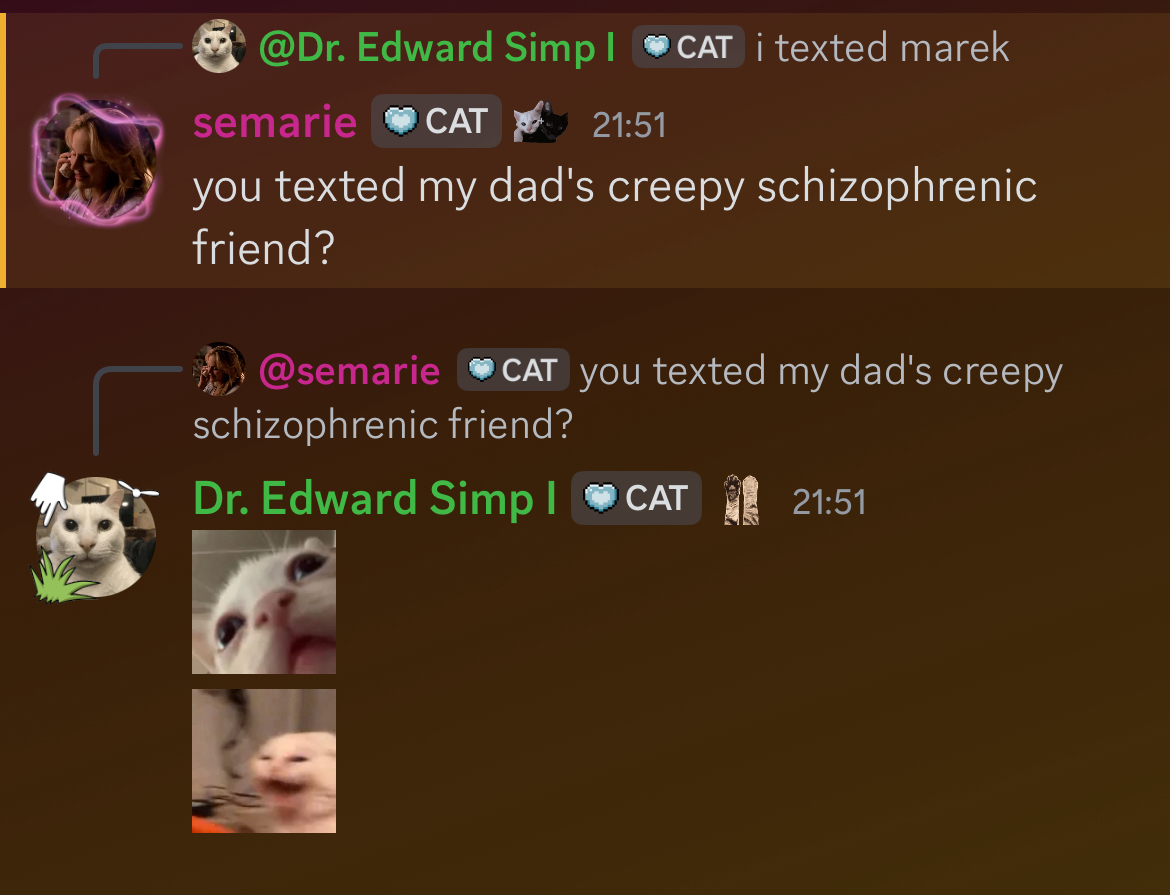 @Dr. Edward Simp I CAT i texted marek
semarie CAT 21:51
you texted my dad's creepy schizophrenic
friend?
@semarie CAT you texted my dad's creepy
schizophrenic friend?
Dr. Edward Simp I CAT 21:51